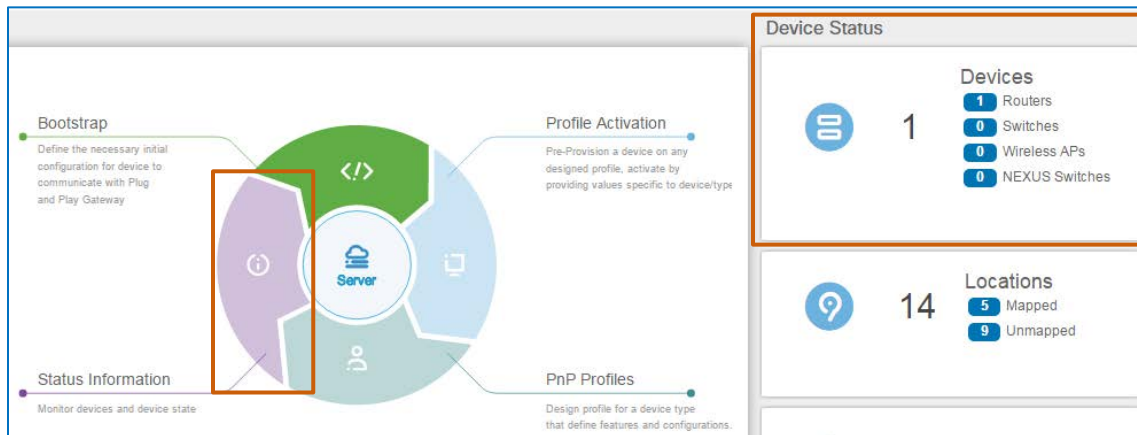 Device Status
Bootstrap
Define the necessary initial
configuration for device to
communicate with Plug
and Play Gateway
</!>
Profile Activation
Pre-Provision a device on any
designed profile, activate by
providing values specific to device/type
Server
Status Information
Monitor devices and device state
PnP Profiles
Design profile for a device type
that define features and configurations.
1
Devices
1 Routers
0 Switches
0 Wireless APs
0 NEXUS Switches
14
Locations
5 Mapped
9 Unmapped